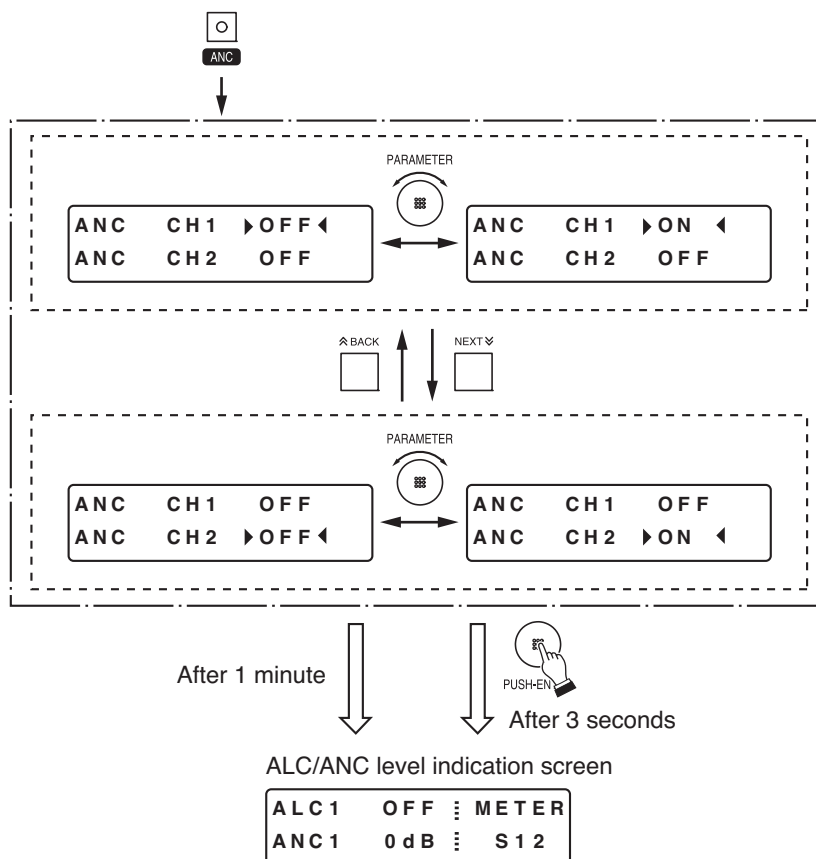 ANC
PARAMETER
ANC CH1 ▶OFF◀
ANC CH2 OFF
ANC CH1 ▶ON ◀
ANC CH2 OFF
BACK
NEXT
PARAMETER
ANC CH1 OFF
ANC CH2 ▶OFF◀
ANC CH1 OFF
ANC CH2 ▶ON ◀
After 1 minute
PUSH-EN
After 3 seconds
ALC/ANC level indication screen
ALC1 OFF METER
ANC1 0dB S12